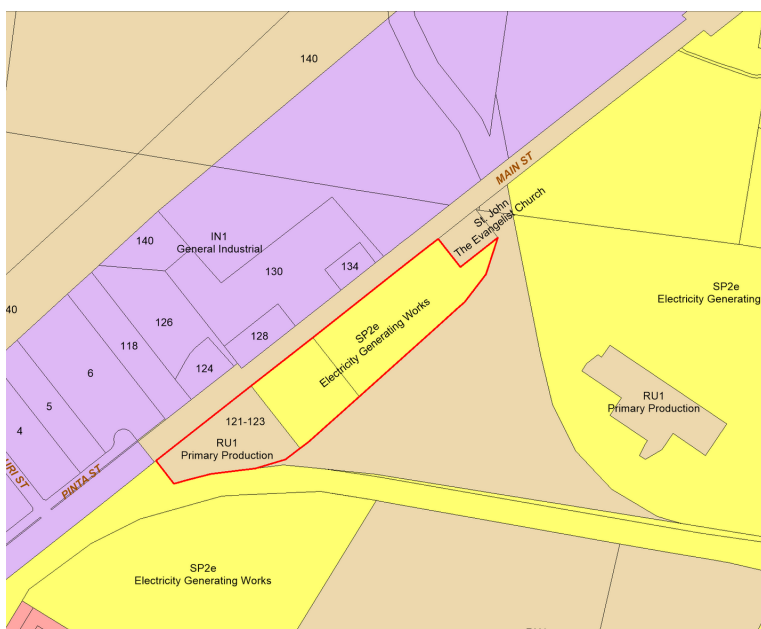 140
MAIN ST
St. John
The Evangelist Church
140
IN1
General Industrial
130
134
SP2e
Electricity Generating
40
126
SP2e
Electricity Generating Works
128
118
124
6
5
4
121-123
RU1
Primary Production
RU1
Primary Production
PINTA ST
URI ST
SP2e
Electricity Generating Works